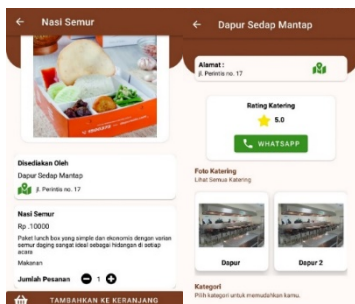 Nasi Semur
Disediakan Oleh
Dapur Sedap Mantap
jl. Perintis no. 17
Nasi Semur
Rp .10000
Paket lunch box yang simple dan ekonomis dengan varian
semur daging sangat ideal sebagai hidangan di setiap
acara
Makanan
Jumlah Pesanan 1
TAMBAHKAN KE KERANJANG
Dapur Sedap Mantap
Alamat :
jl. Perintis no. 17
Rating Katering
5.0
WHATSAPP
Foto Katering
Lihat Semua Katering
Dapur
Dapur 2
Kategori
Pilih kategori untuk memudahkan kamu.